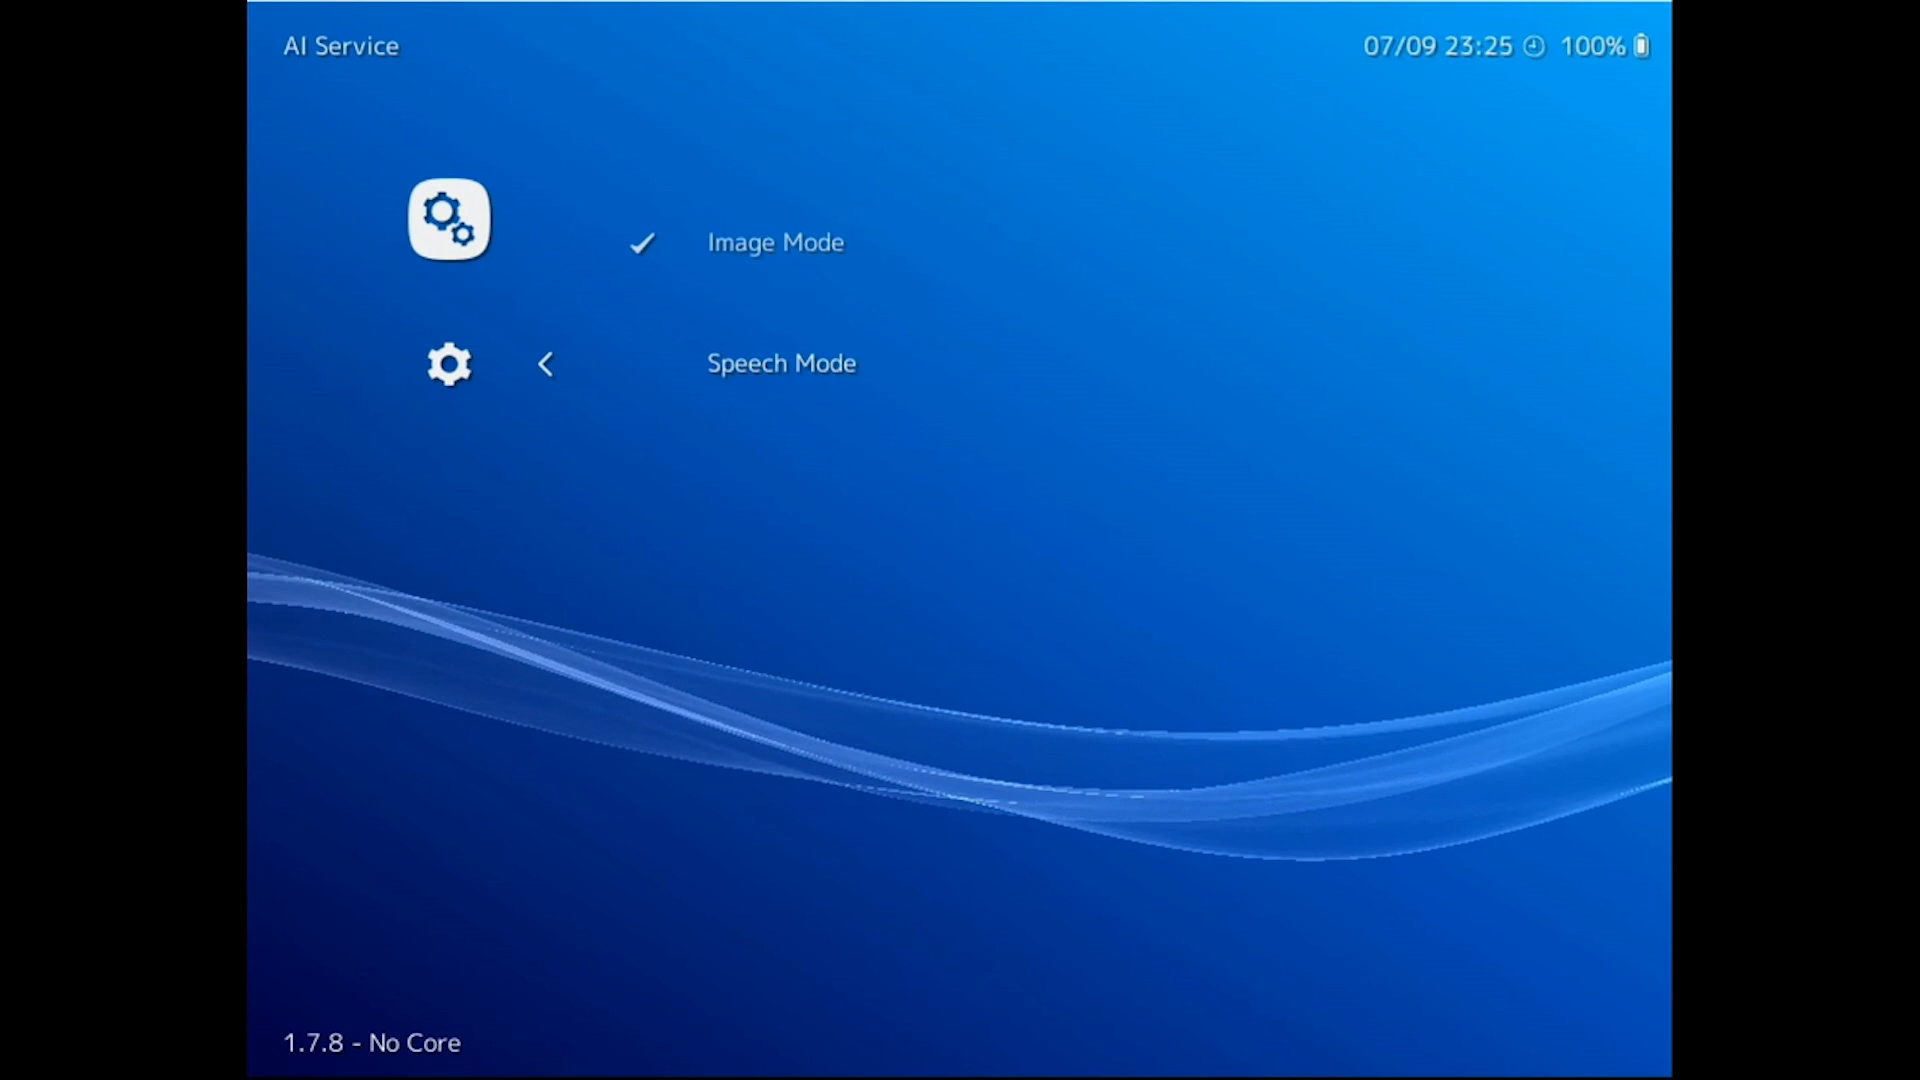 AI Service
07/09 23:25 100%
Image Mode
Speech Mode
1.7.8 - No Core